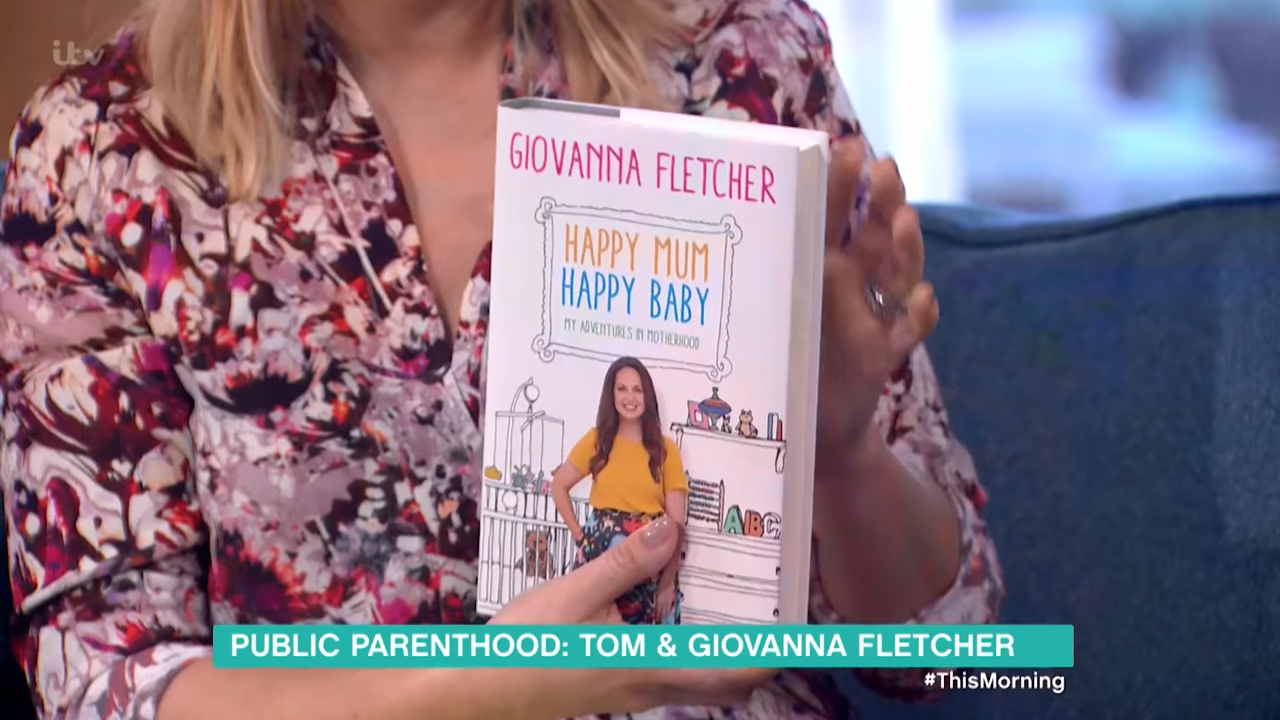 itv
GIOVANNA FLETCHER
HAPPY MUM
HAPPY BABY
MY ADVENTURES IN MOTHERHOOD
ABC
PUBLIC PARENTHOOD: TOM & GIOVANNA FLETCHER
#ThisMorning